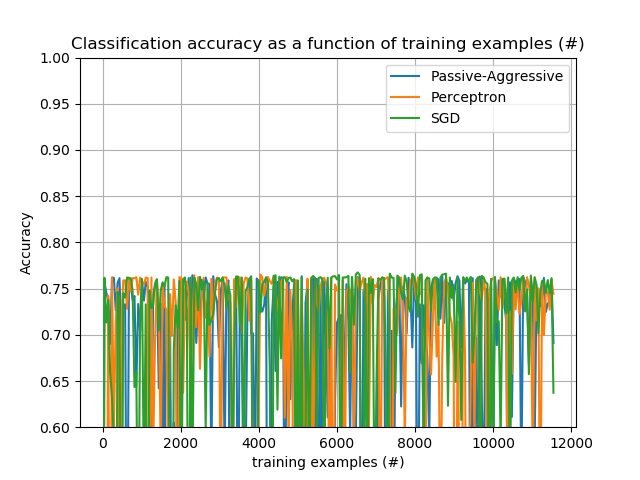 Classification accuracy as a function of training examples (#)
1.00
0.95
0.90
0.85
0.80
0.75
0.70
0.65
0.60
Accuracy
Passive-Aggressive
Perceptron
SGD
0 2000 4000 6000 8000 10000 12000
training examples (#)